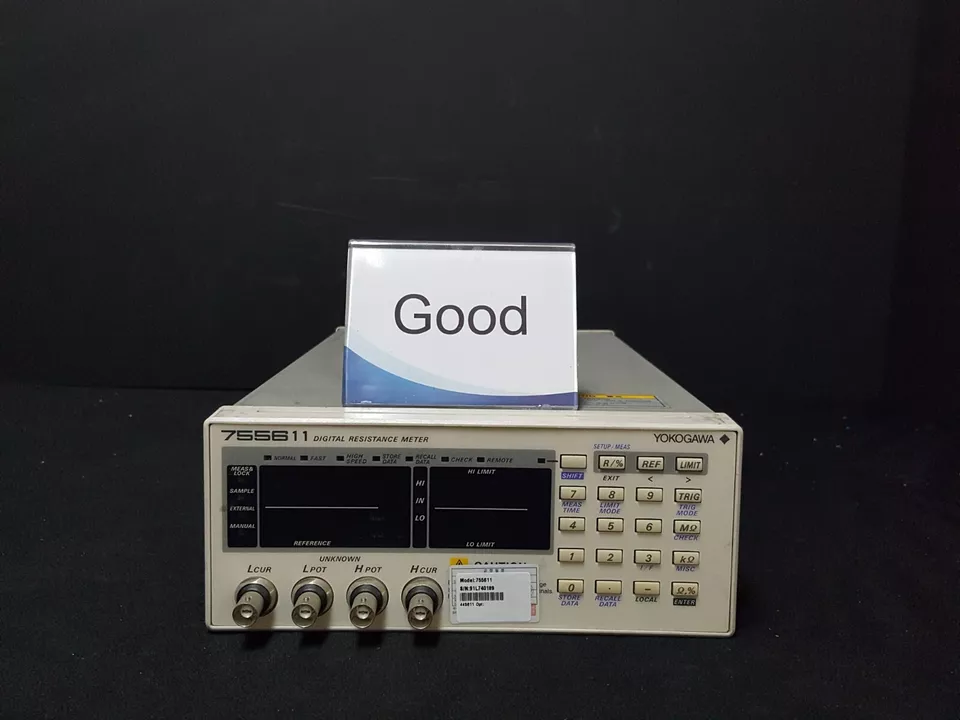 Good
755611 DIGITAL RESISTANCE METER
YOKOGAWA
NORMAL FAST HIGH SPEED STORE DATA RECALL DATA CHECK REMOTE
MEAS& LOCK
SAMPLE
EXTERNAL
MANUAL
REFERENCE
HI
IN
LO
HI LIMIT
LO LIMIT
SETUP-MEAS
R/% REF LIMIT
SHIFT EXIT < >
7 8 9 TRIG
MEAS TIME LIMIT MODE TRIG MODE
4 5 6 MΩ
CHECK
1 2 3 kΩ
MISC
0 . - Ω,%
STORE DATA RECALL DATA LOCAL ENTER
UNKNOWN
LCUR LPOT HPOT HCUR
CAUTION
Model:755611